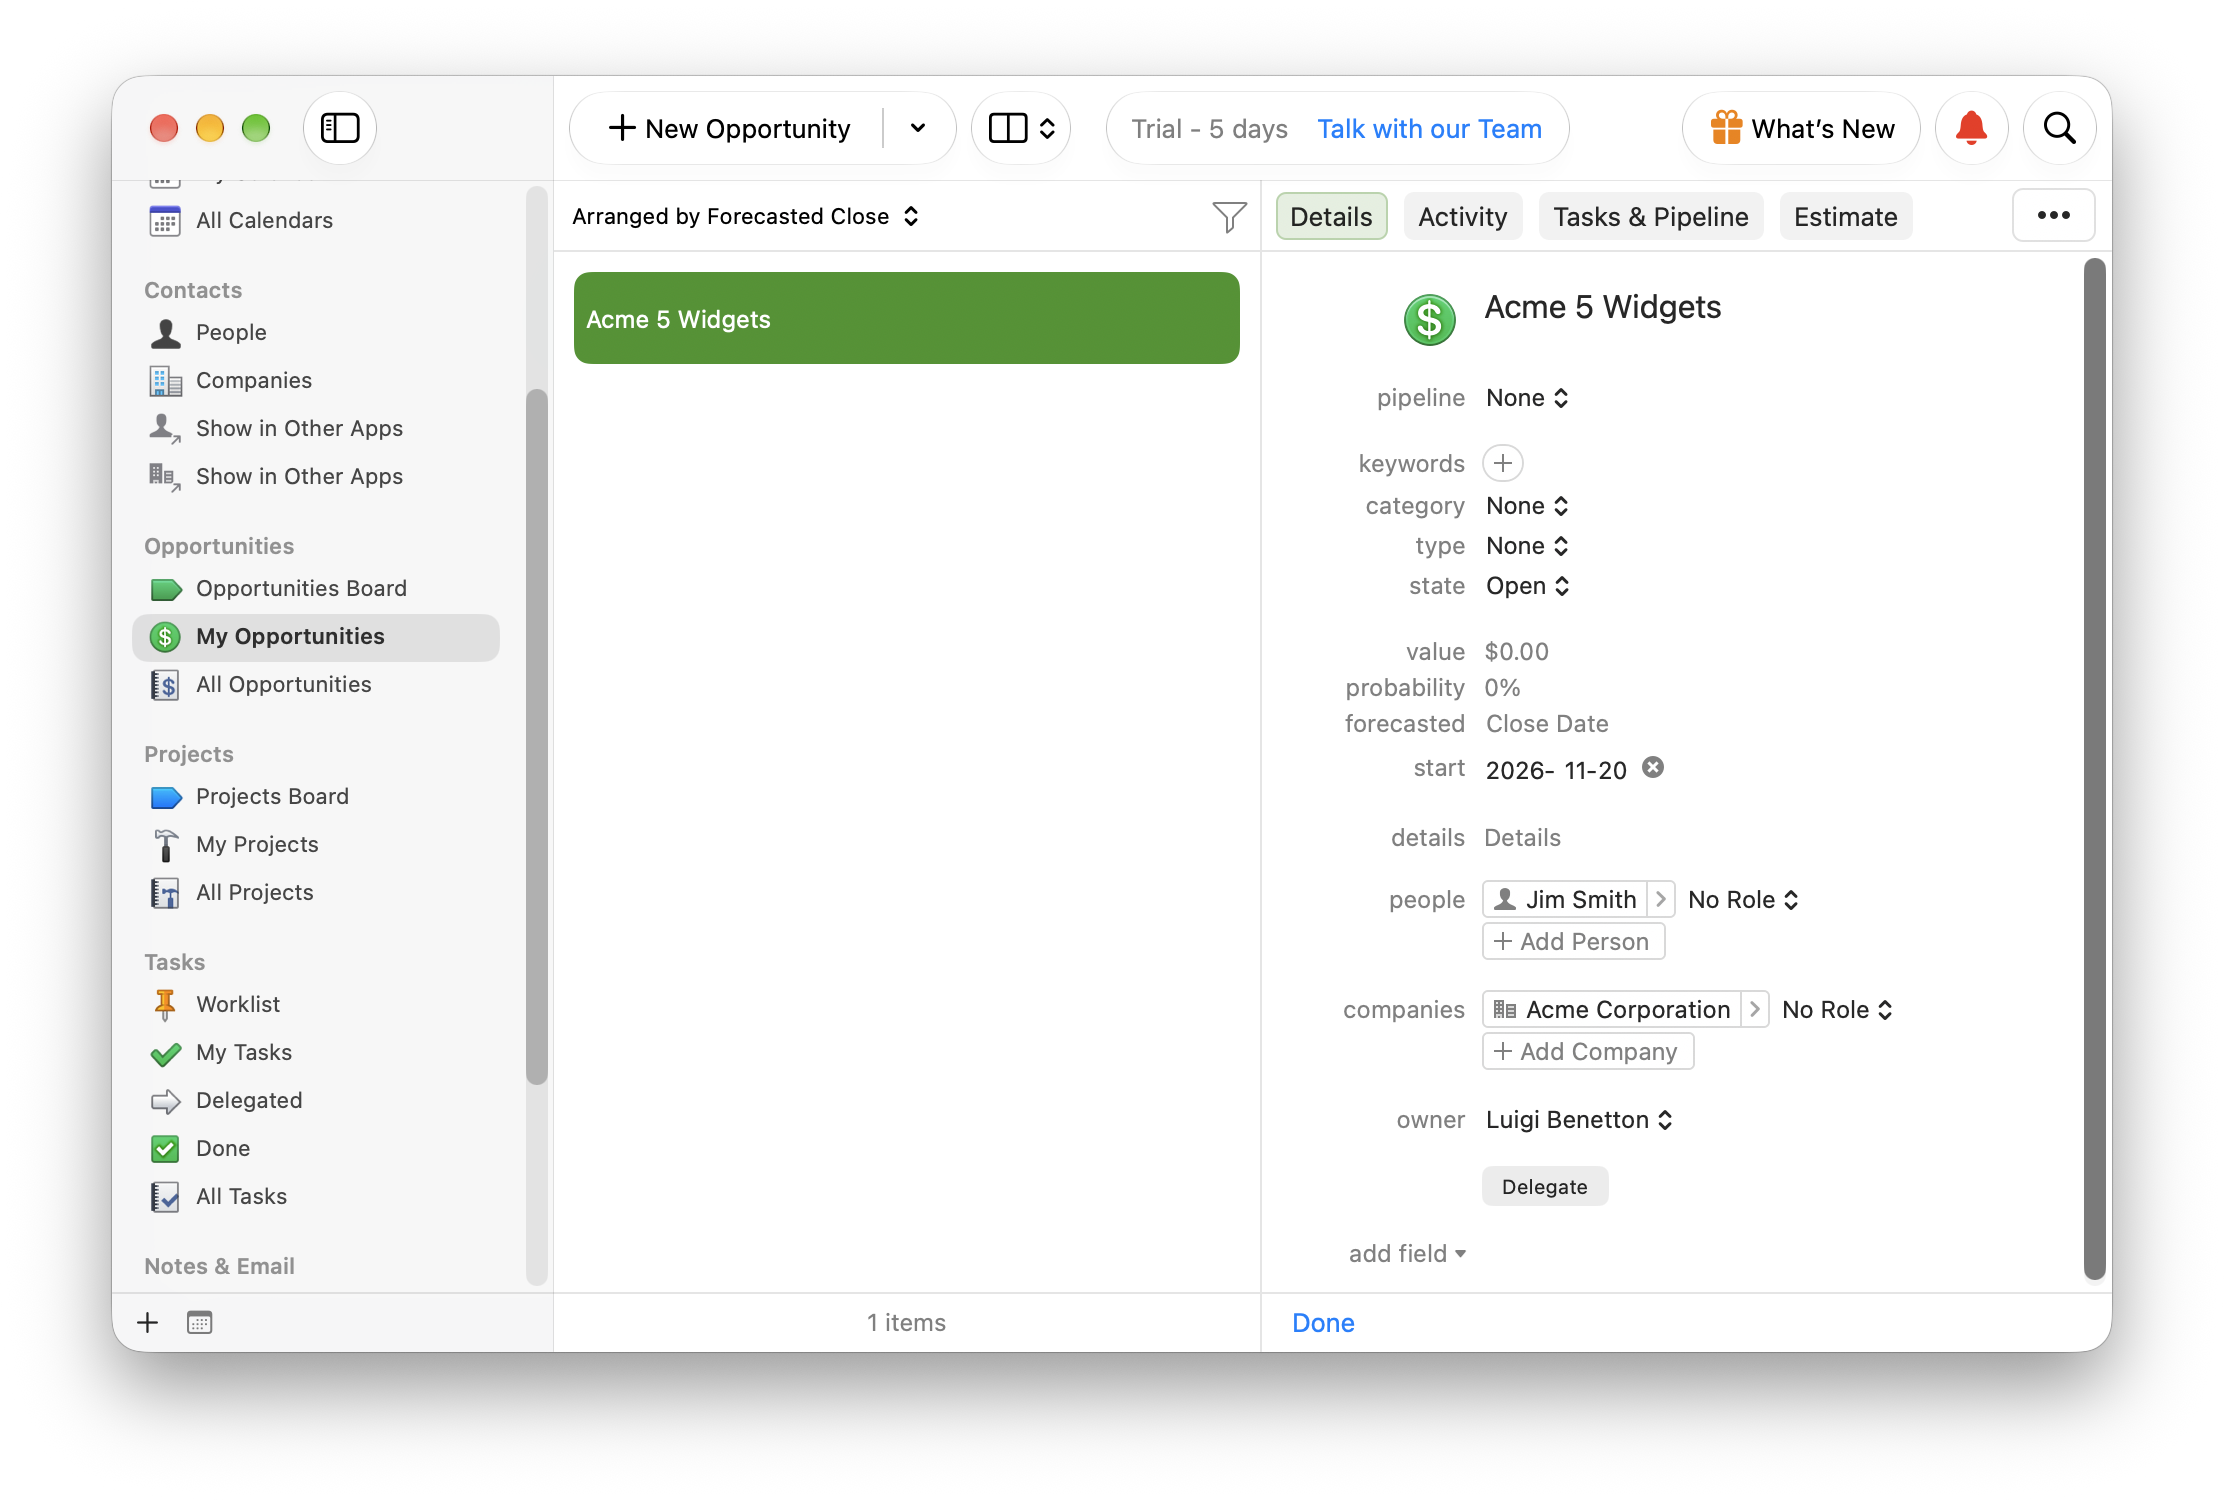 New Opportunity
Trial - 5 days Talk with our Team
What's New
All Calendars
Contacts
People
Companies
Show in Other Apps
Show in Other Apps
Opportunities
Opportunities Board
My Opportunities
All Opportunities
Projects
Projects Board
My Projects
All Projects
Tasks
Worklist
My Tasks
Delegated
Done
All Tasks
Notes & Email
Arranged by Forecasted Close
Acme 5 Widgets
1 items
Details Activity Tasks & Pipeline Estimate
Acme 5 Widgets
pipeline None
keywords
category None
type None
state Open
value $0.00
probability 0%
forecasted Close Date
start 2026- 11-20
details Details
people Jim Smith No Role
Add Person
companies Acme Corporation No Role
Add Company
owner Luigi Benetton
Delegate
add field
Done